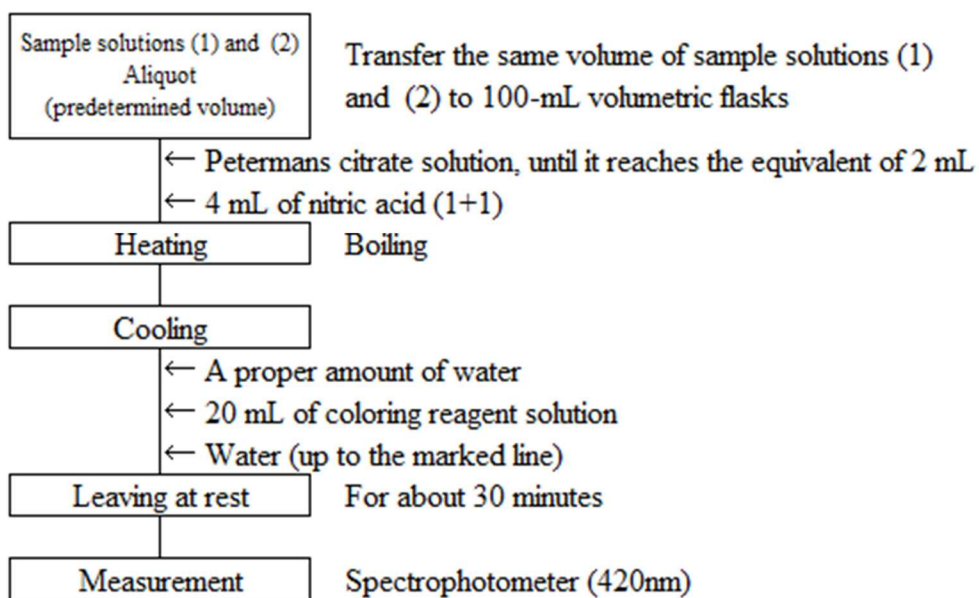 Sample solutions (1) and (2)
Aliquot
(predetermined volume)
Transfer the same volume of sample solutions (1)
and (2) to 100-mL volumetric flasks
← Petermans citrate solution, until it reaches the equivalent of 2 mL
← 4 mL of nitric acid (1+1)
Heating Boiling
Cooling
← A proper amount of water
← 20 mL of coloring reagent solution
← Water (up to the marked line)
Leaving at rest For about 30 minutes
Measurement Spectrophotometer (420nm)